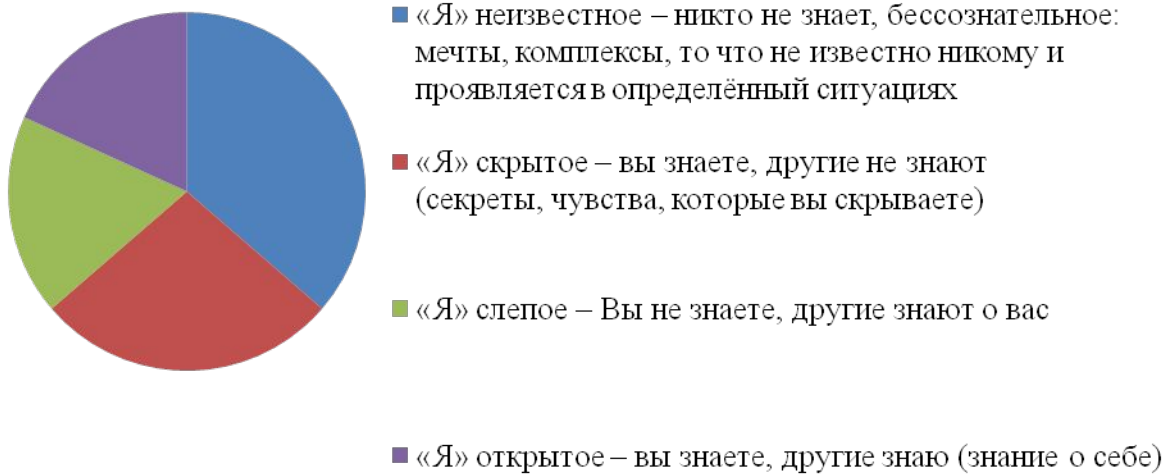 «Я» неизвестное – никто не знает, бессознательное:
мечты, комплексы, то что не известно никому и
проявляется в определённый ситуациях
«Я» скрытое – вы знаете, другие не знают
(секреты, чувства, которые вы скрываете)
«Я» слепое – Вы не знаете, другие знают о вас
«Я» открытое – вы знаете, другие знаю (знание о себе)